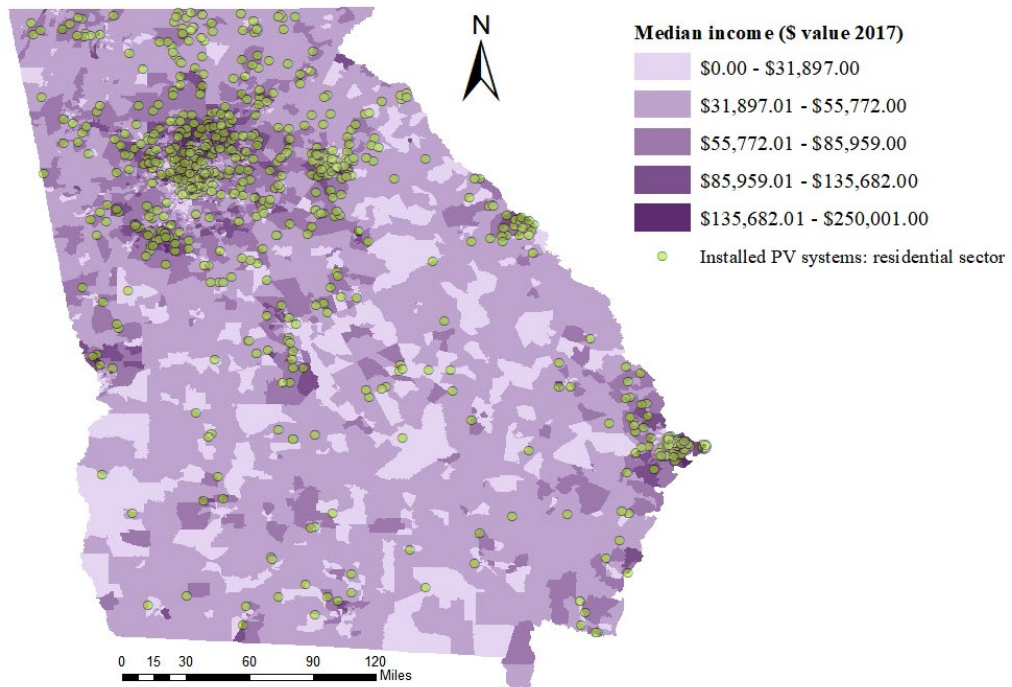 N
Median income ($ value 2017)
$0.00 - $31,897.00
$31,897.01 - $55,772.00
$55,772.01 - $85,959.00
$85,959.01 - $135,682.00
$135,682.01 - $250,001.00
Installed PV systems: residential sector
0 15 30 60 90 120
Miles